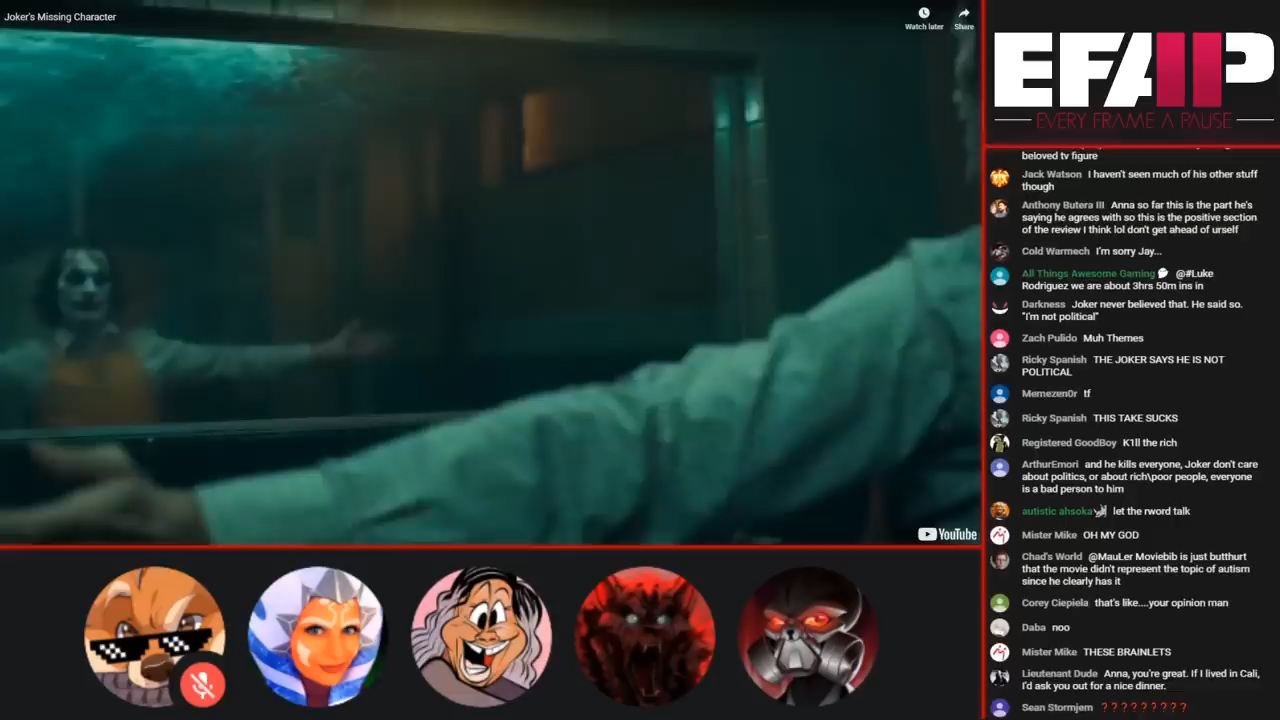 Joker's Missing Character
Watch later
Share
EFAP
EVERY FRAME A PAUSE
beloved tv figure
Jack Watson I haven't seen much of his other stuff
though
Anthony Butera III Anna so far this is the part he's
saying he agrees with so this is the positive section
of the review I think lol don't get ahead of urself
Cold Warmech I'm sorry Jay...
All Things Awesome Gaming @#Luke
Rodriguez we are about 3hrs 50m ins in
Darkness Joker never believed that. He said so.
"I'm not political"
Zach Pulido Muh Themes
Ricky Spanish THE JOKER SAYS HE IS NOT
POLITICAL
Memezen0r tf
Ricky Spanish THIS TAKE SUCKS
Registered GoodBoy K1ll the rich
ArthurEmori and he kills everyone, Joker don't care
about politics, or about rich\poor people, everyone
is a bad person to him
autistic ahsoka let the rword talk
Mister Mike OH MY GOD
Chad's World @MauLer Moviebib is just butthurt
that the movie didn't represent the topic of autism
since he clearly has it
Corey Ciepiela that's like....your opinion man
Daba noo
Mister Mike THESE BRAINLETS
Lieutenant Dude Anna, you're great. If I lived in Cali,
I'd ask you out for a nice dinner.
Sean Stormjem ?????????
YouTube